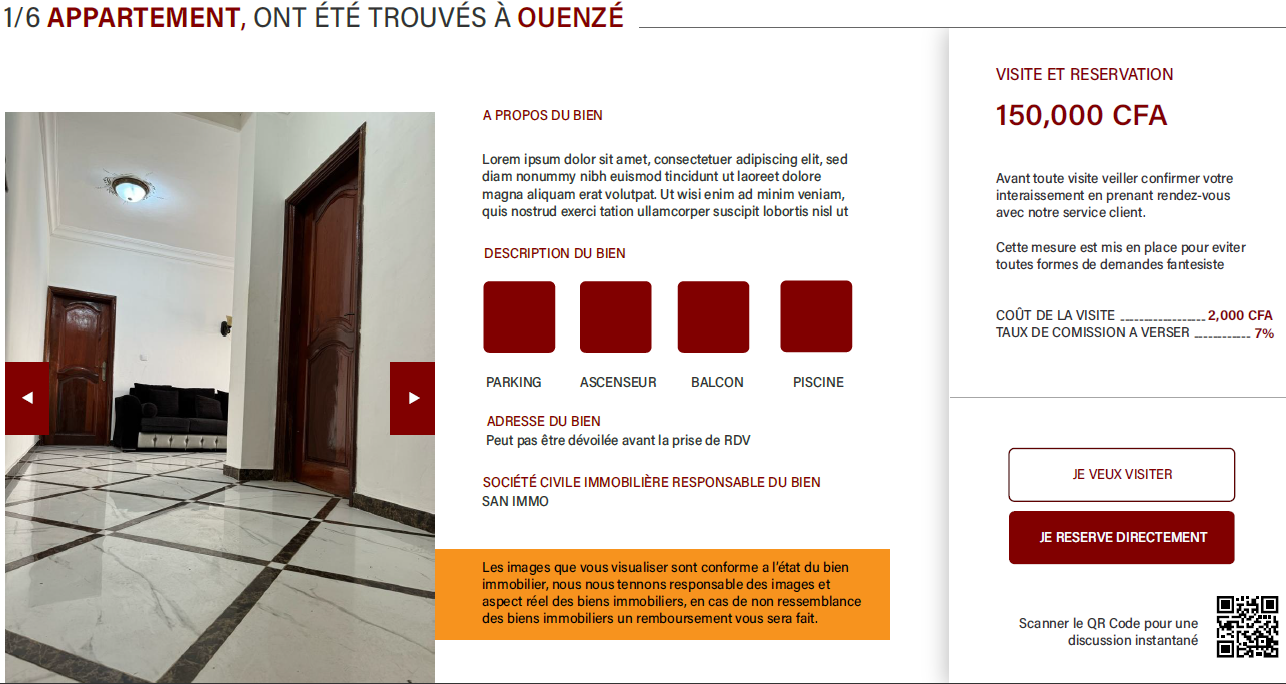 1/6 APPARTEMENT, ONT ÉTÉ TROUVÉS À OUENZÉ
A PROPOS DU BIEN
Lorem ipsum dolor sit amet, consectetuer adipiscing elit, sed
diam nonummy nibh euismod tincidunt ut laoreet dolore
magna aliquam erat volutpat. Ut wisi enim ad minim veniam,
quis nostrud exerci tation ullamcorper suscipit lobortis nisl ut
DESCRIPTION DU BIEN
PARKING ASCENSEUR BALCON PISCINE
ADRESSE DU BIEN
Peut pas être dévoilée avant la prise de RDV
SOCIÉTÉ CIVILE IMMOBILIÈRE RESPONSABLE DU BIEN
SAN IMMO
Les images que vous visualiser sont conforme a l'état du bien
immobilier, nous nous tennons responsable des images et
aspect réel des biens immobiliers, en cas de non ressemblance
des biens immobiliers un remboursement vous sera fait.
VISITE ET RESERVATION
150,000 CFA
Avant toute visite veiller confirmer votre
interaissement en prenant rendez-vous
avec notre service client.
Cette mesure est mis en place pour eviter
toutes formes de demandes fantesiste
COÛT DE LA VISITE __________________ 2,000 CFA
TAUX DE COMISSION A VERSER ____________ 7%
JE VEUX VISITER
JE RESERVE DIRECTEMENT
Scanner le QR Code pour une
discussion instantané